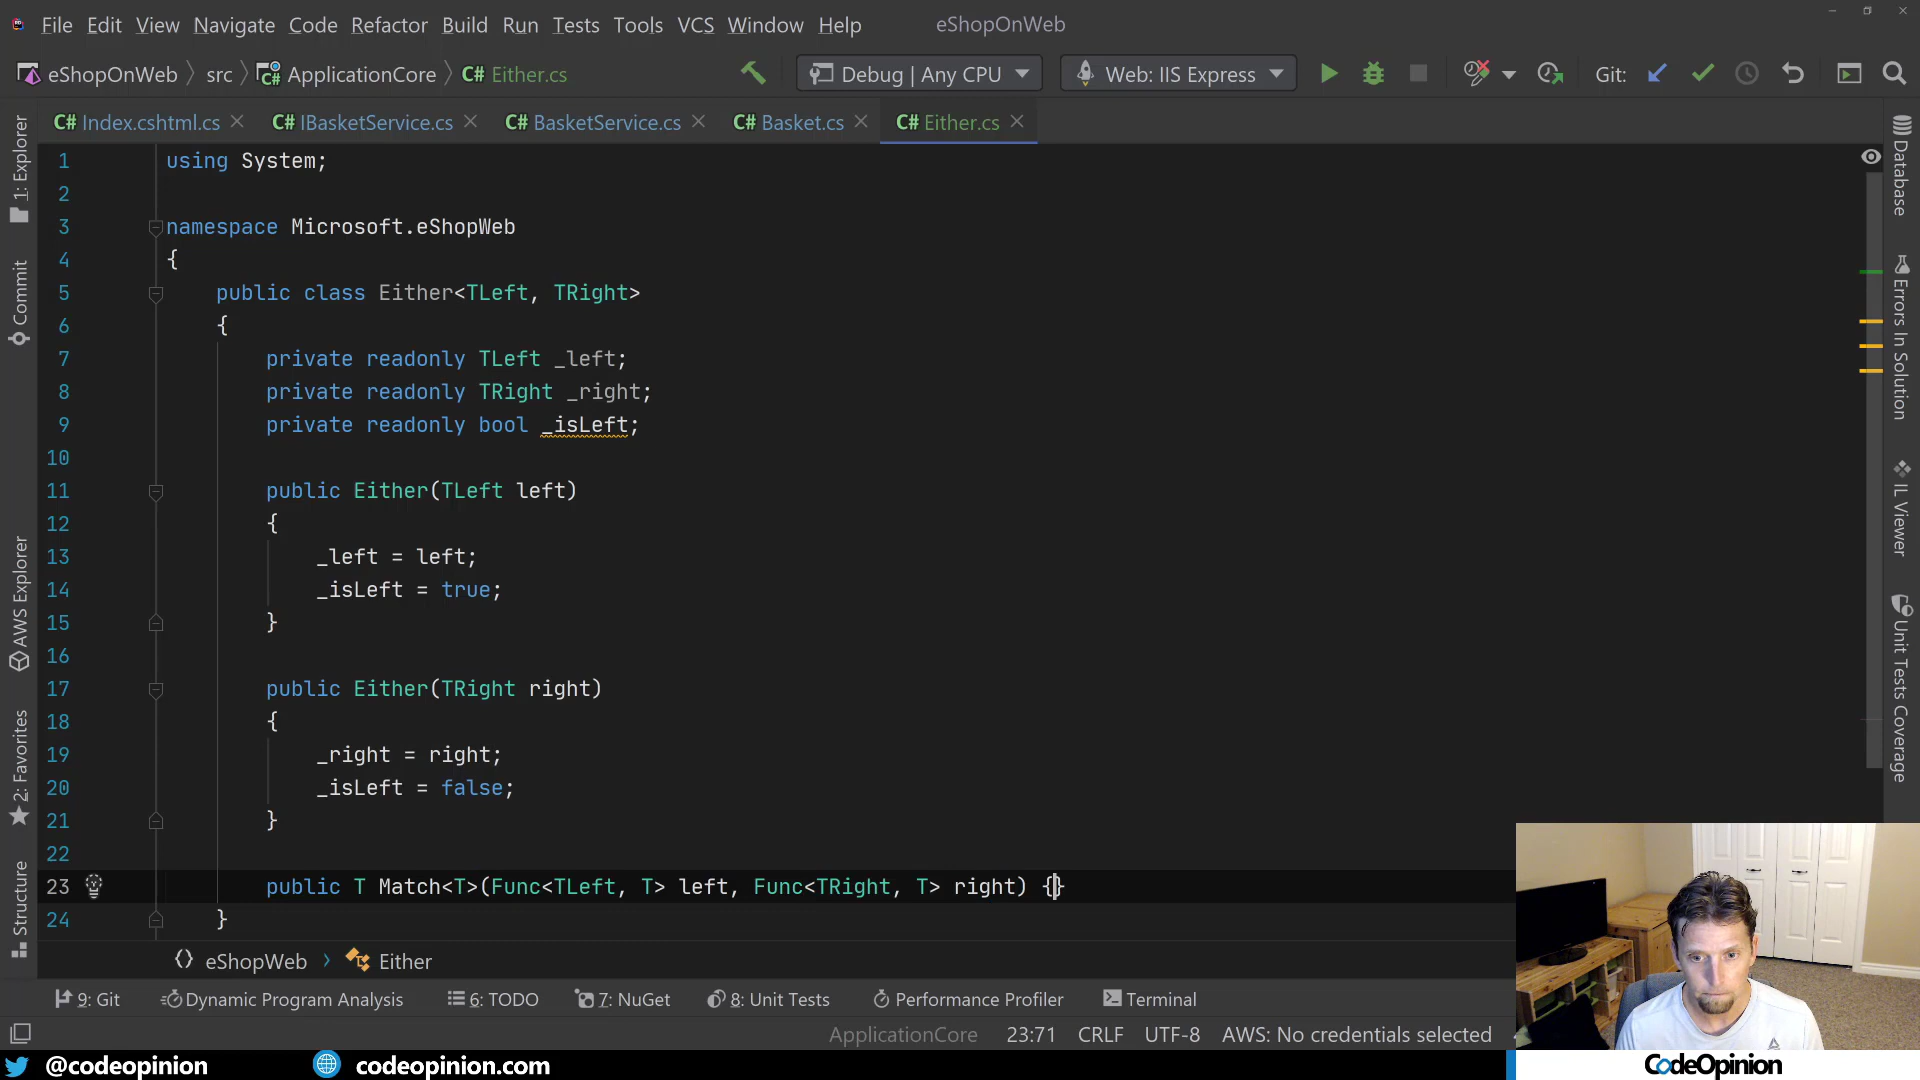 File Edit View Navigate Code Refactor Build Run Tests Tools VCS Window Help eShopOnWeb
eShopOnWeb src ApplicationCore C# Either.cs Debug | Any CPU Web: IIS Express Git:
C# Index.cshtml.cs C# IBasketService.cs C# BasketService.cs C# Basket.cs C# Either.cs
1 using System;
2
3 namespace Microsoft.eShopWeb
4 {
5 public class Either<TLeft, TRight>
6 {
7 private readonly TLeft _left;
8 private readonly TRight _right;
9 private readonly bool _isLeft;
10
11 public Either(TLeft left)
12 {
13 _left = left;
14 _isLeft = true;
15 }
16
17 public Either(TRight right)
18 {
19 _right = right;
20 _isLeft = false;
21 }
22
23 public T Match<T>(Func<TLeft, T> left, Func<TRight, T> right) {}
24 }
1: Explorer
Commit
AWS Explorer
2: Favorites
Structure
Database
Errors In Solution
IL Viewer
Unit Tests Coverage
{} eShopWeb Either
9: Git Dynamic Program Analysis 6: TODO 7: NuGet 8: Unit Tests Performance Profiler Terminal
ApplicationCore 23:71 CRLF UTF-8 AWS: No credentials selected
@codeopinion codeopinion.com CodeOpinion